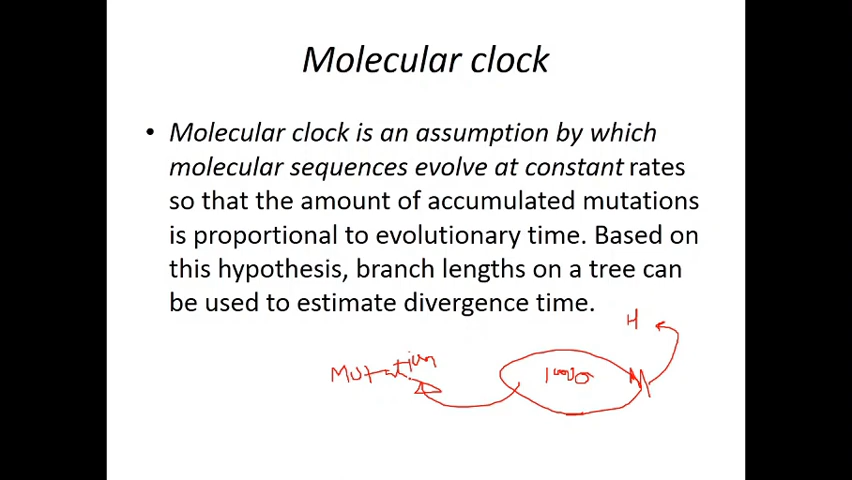 Molecular clock
• Molecular clock is an assumption by which
molecular sequences evolve at constant rates
so that the amount of accumulated mutations
is proportional to evolutionary time. Based on
this hypothesis, branch lengths on a tree can
be used to estimate divergence time.
H
Mutation
1000